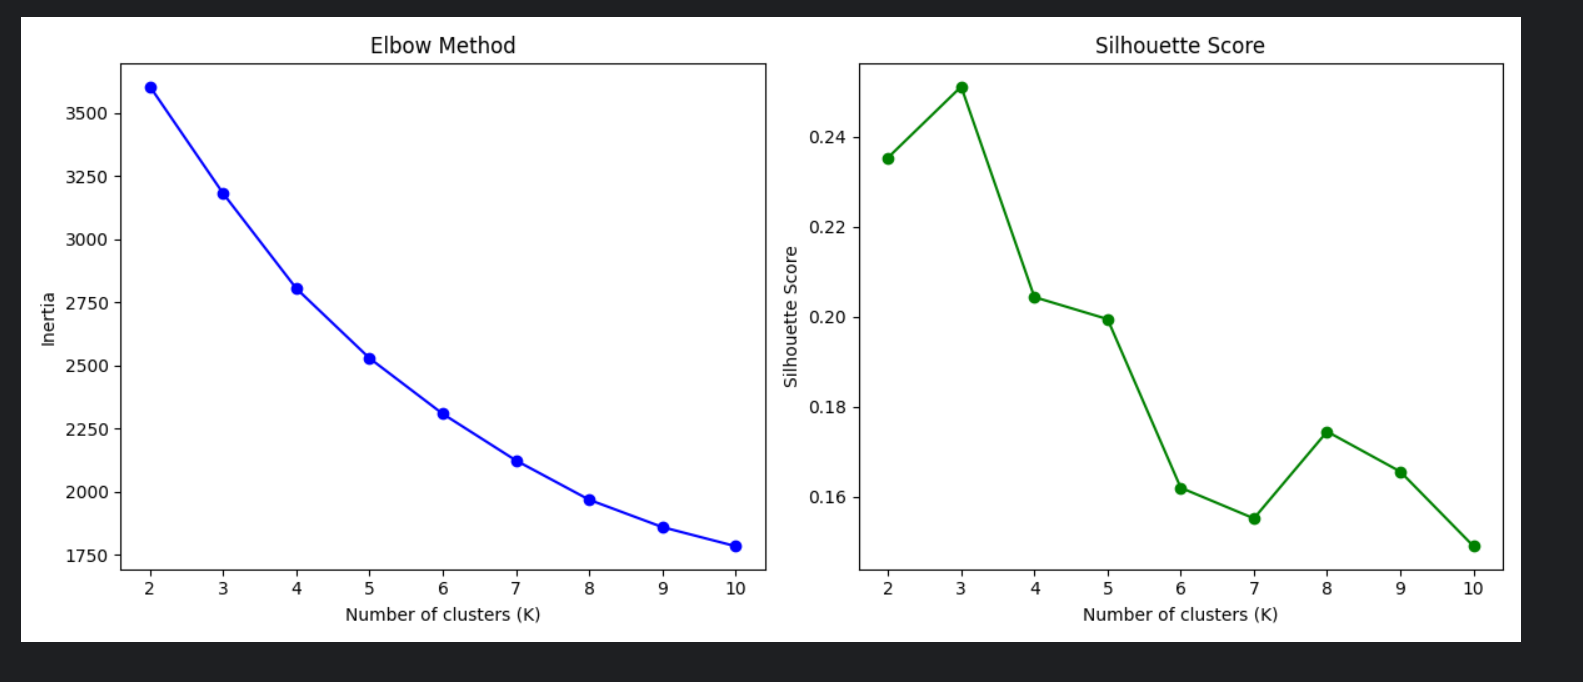 Elbow Method
3500
3250
3000
2750
2500
2250
2000
1750
Inertia
2 3 4 5 6 7 8 9 10
Number of clusters (K)
Silhouette Score
0.24
0.22
0.20
0.18
0.16
Silhouette Score
2 3 4 5 6 7 8 9 10
Number of clusters (K)